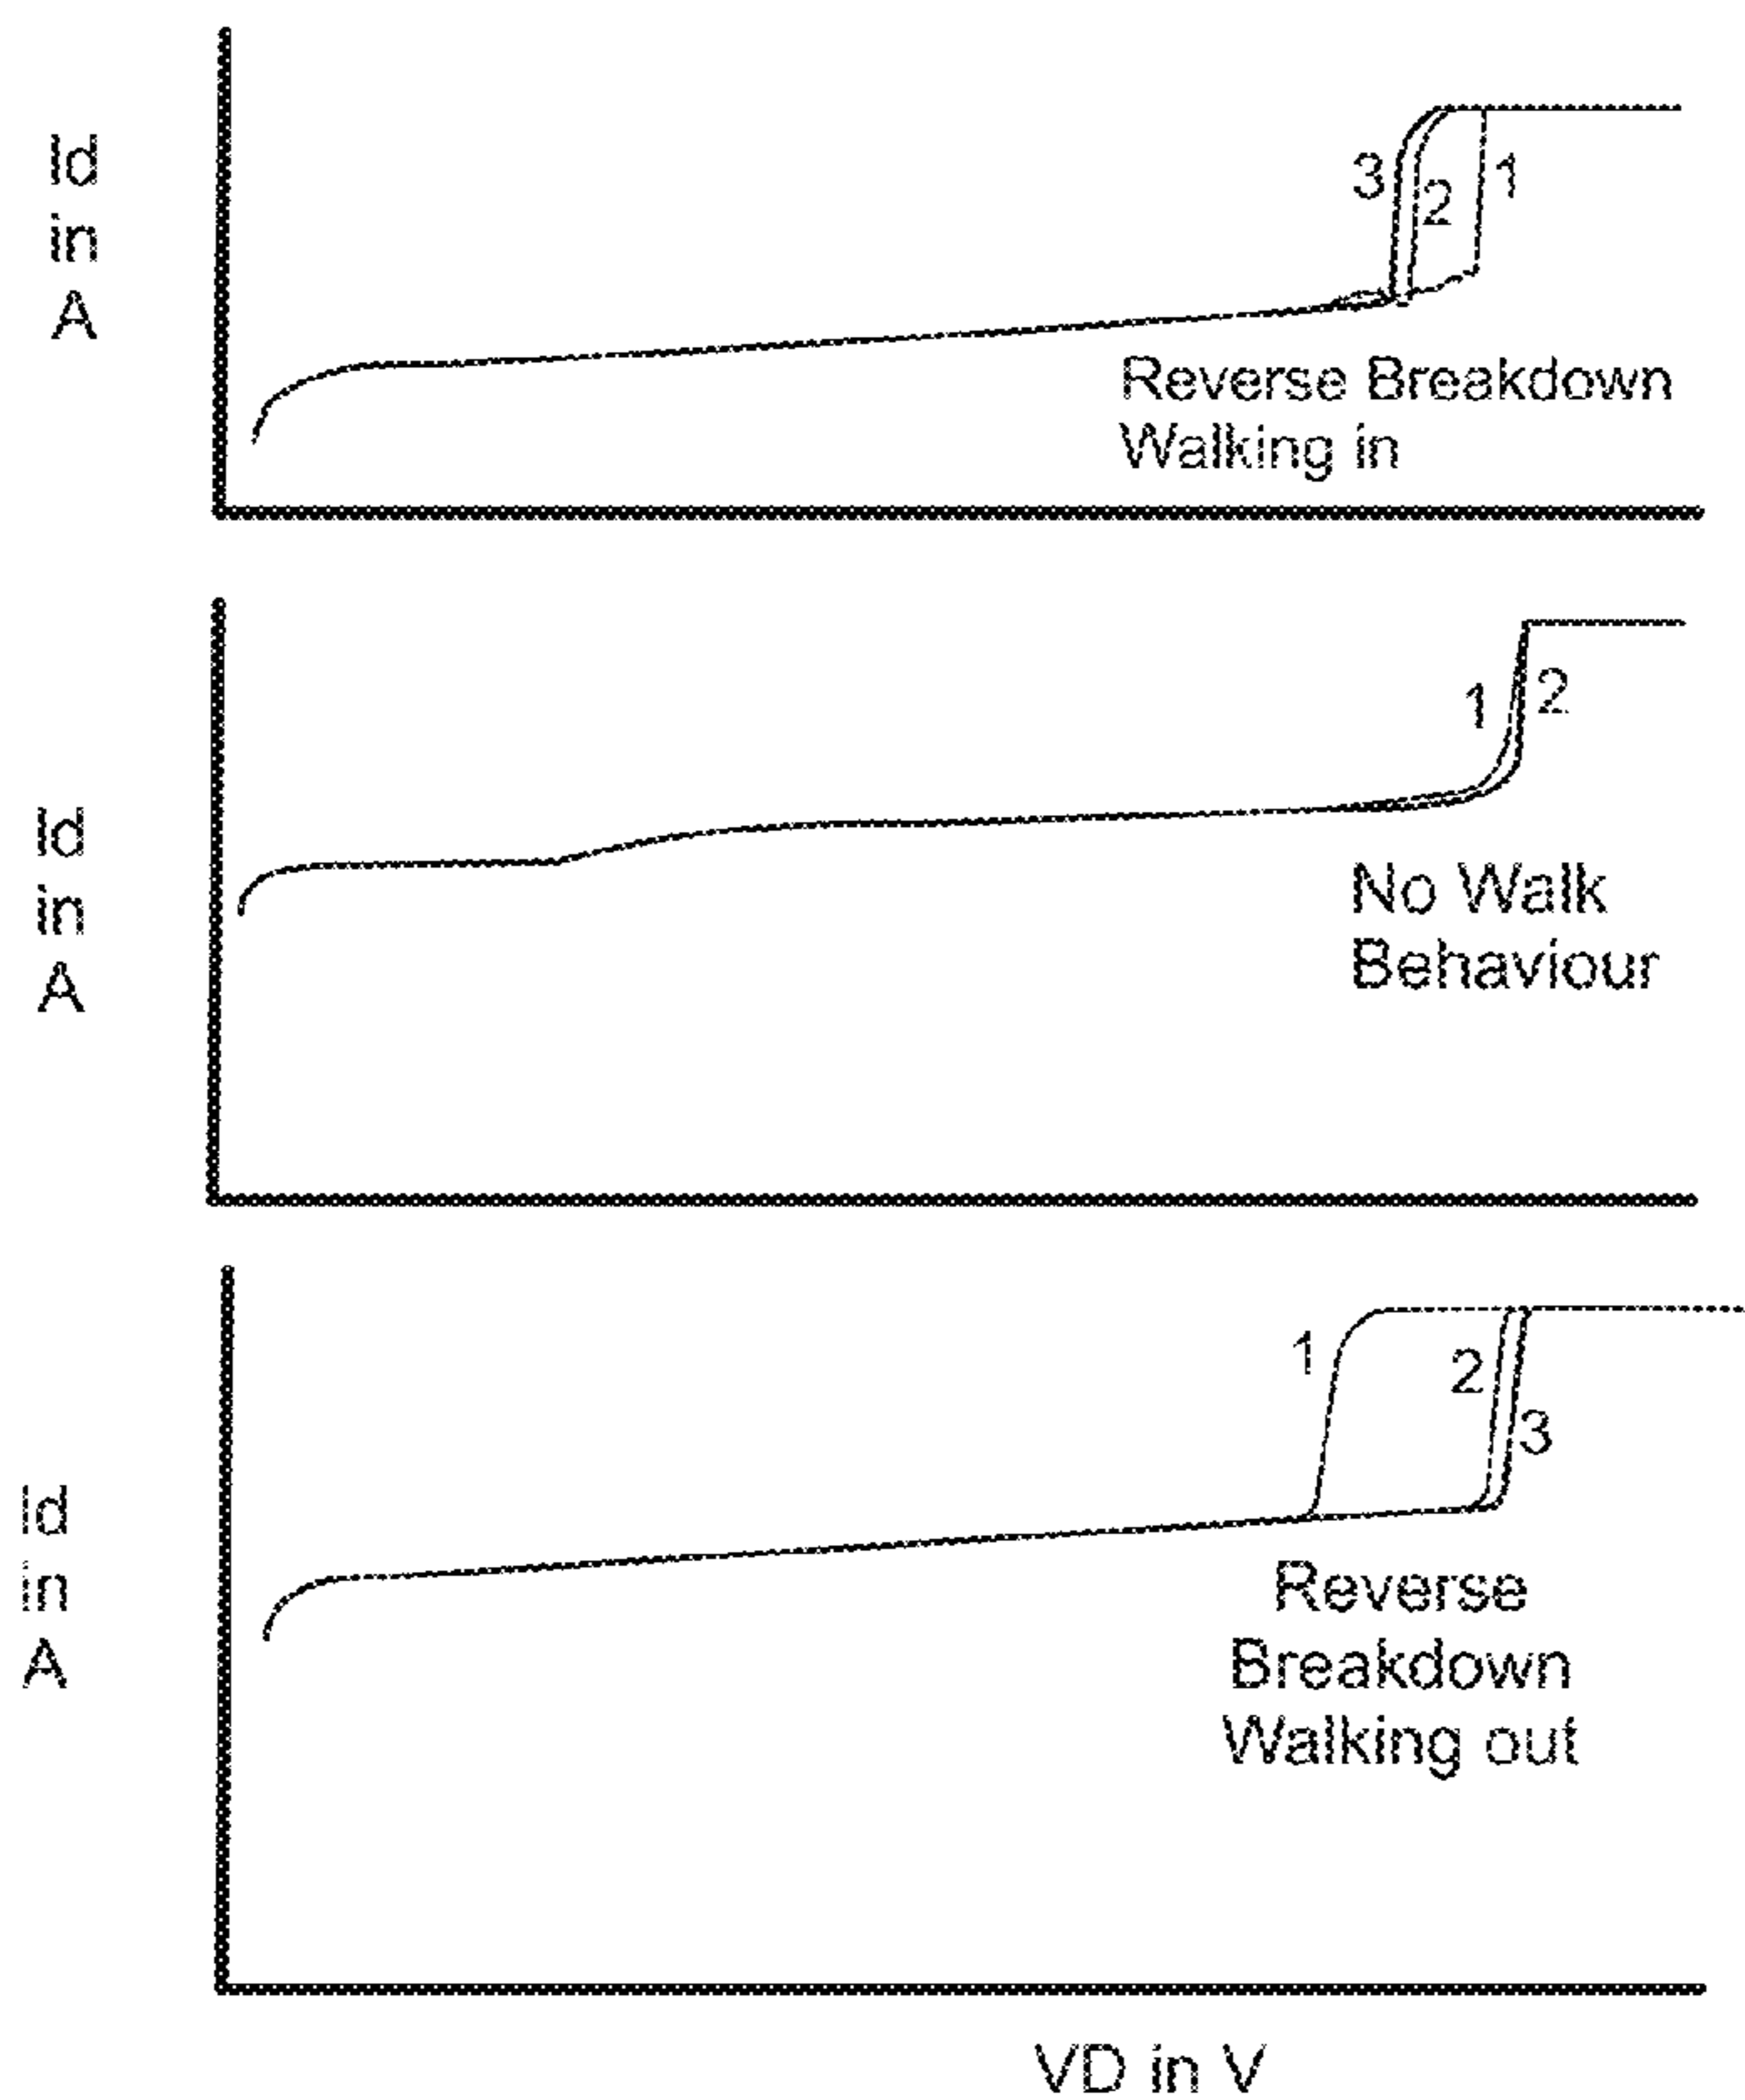 Id
in
A
3
2
1
Reverse Breakdown
Walking in
Id
in
A
1
2
No Walk
Behaviour
Id
in
A
1
2
3
Reverse
Breakdown
Walking out
VD in V